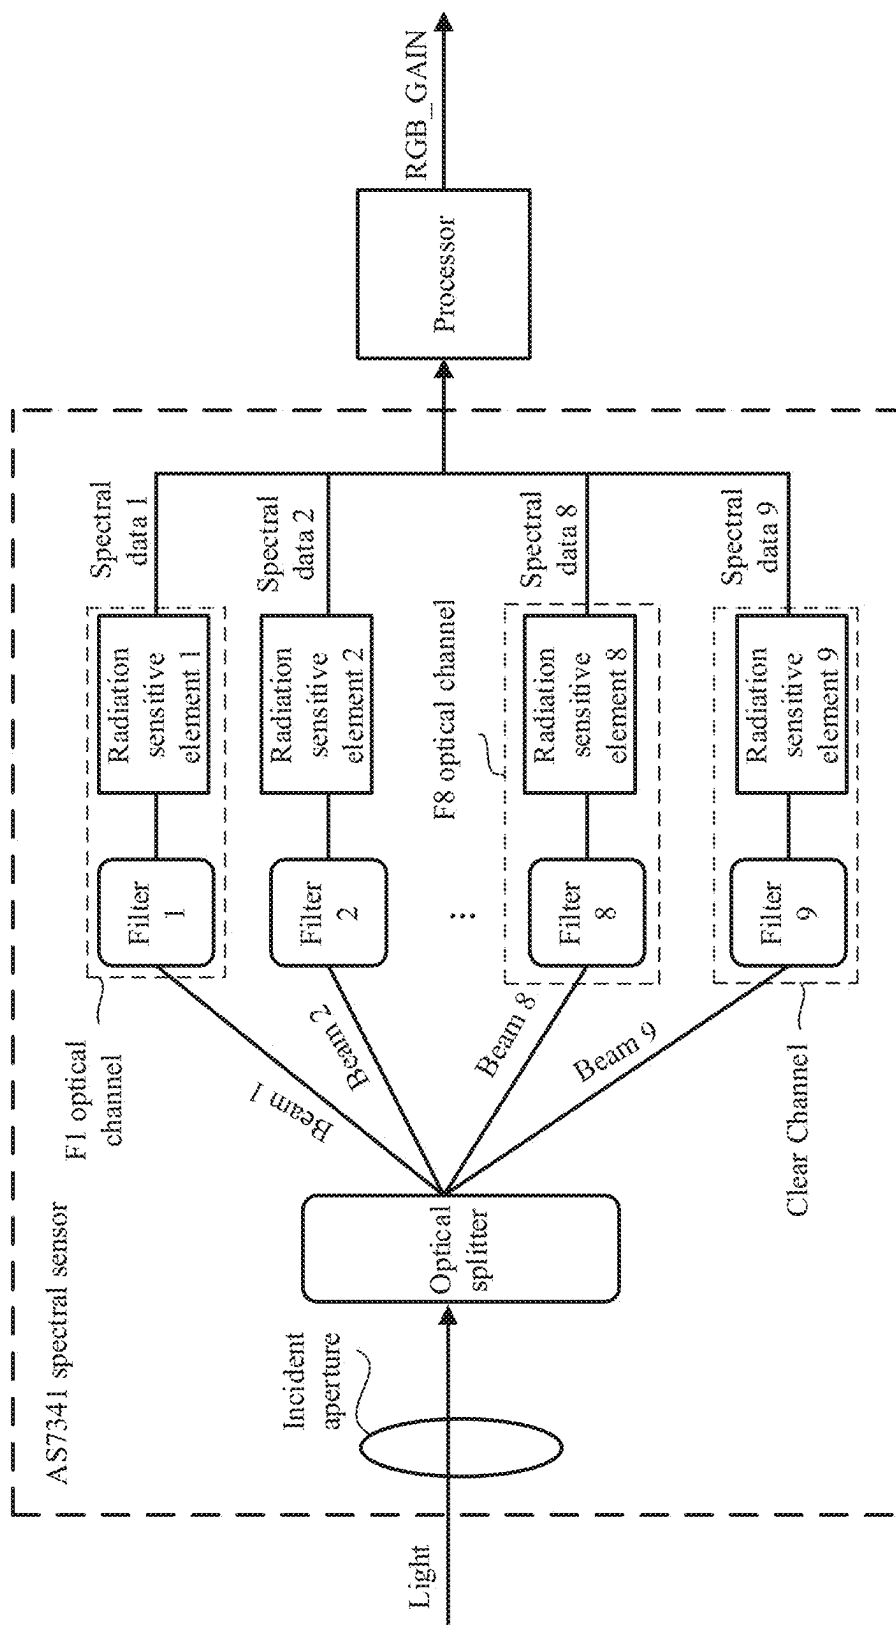 AS7341 spectral sensor
Light
Incident
aperture
Optical
splitter
Beam 1
Beam 2
Beam 8
Beam 9
F1 optical
channel
Filter
1
Radiation
sensitive
element 1
Spectral
data 1
Filter
2
Radiation
sensitive
element 2
Spectral
data 2
...
F8 optical channel
Filter
8
Radiation
sensitive
element 8
Spectral
data 8
Clear Channel
Filter
9
Radiation
sensitive
element 9
Spectral
data 9
Processor
RGB_GAIN